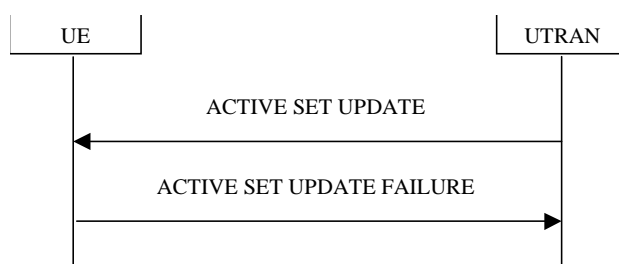 UE
UTRAN
ACTIVE SET UPDATE
ACTIVE SET UPDATE FAILURE